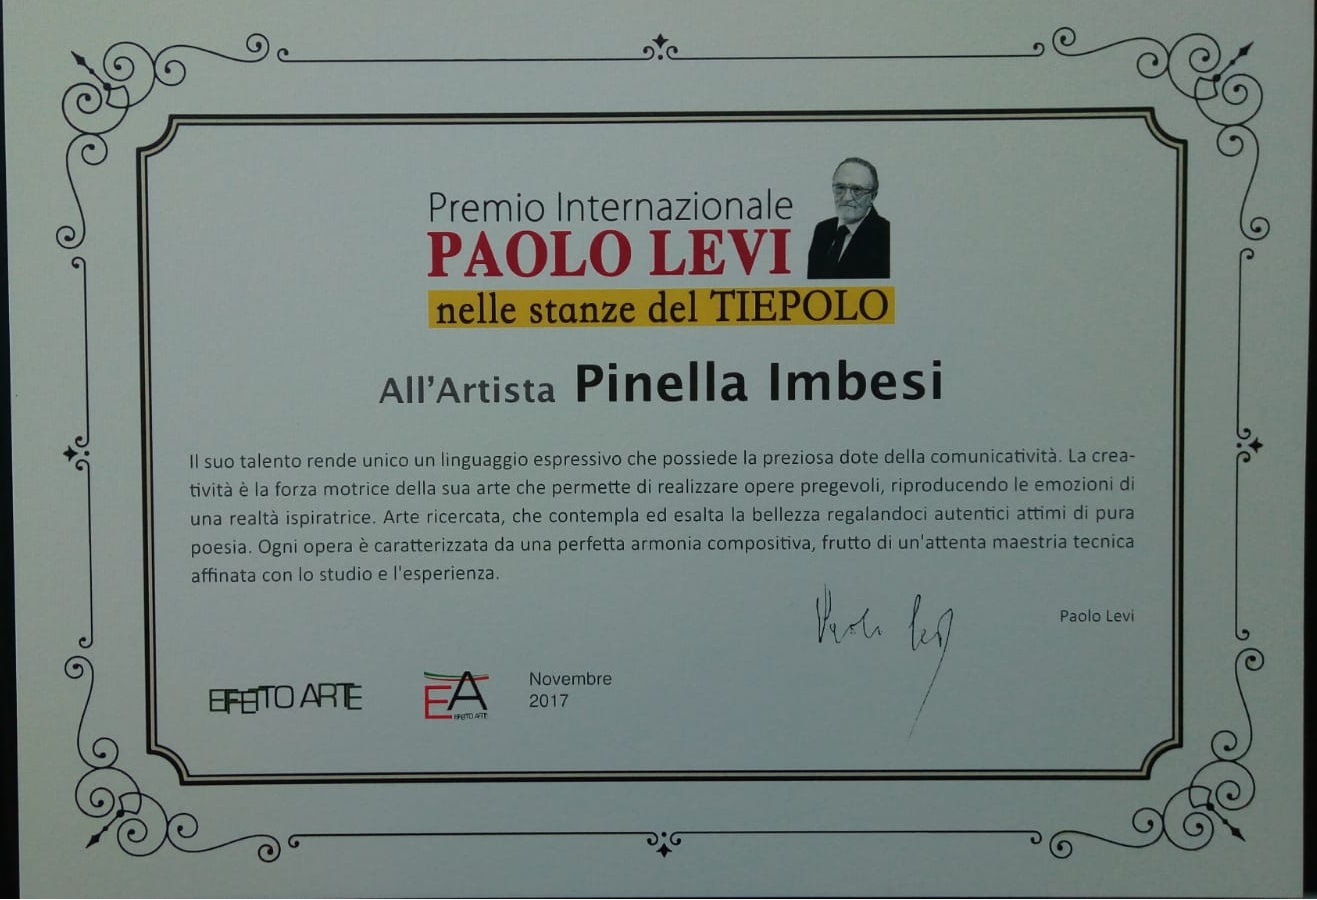 Premio Internazionale
PAOLO LEVI
nelle stanze del TIEPOLO
All'Artista Pinella Imbesi
Il suo talento rende unico un linguaggio espressivo che possiede la preziosa dote della comunicatività. La crea-
tività è la forza motrice della sua arte che permette di realizzare opere pregevoli, riproducendo le emozioni di
una realtà ispiratrice. Arte ricercata, che contempla ed esalta la bellezza regalandoci autentici attimi di pura
poesia. Ogni opera è caratterizzata da una perfetta armonia compositiva, frutto di un'attenta maestria tecnica
affinata con lo studio e l'esperienza.
Paolo Levi
Paolo Levi
EFFETTO ARTE
EA
EFFETTO ARTE
Novembre
2017